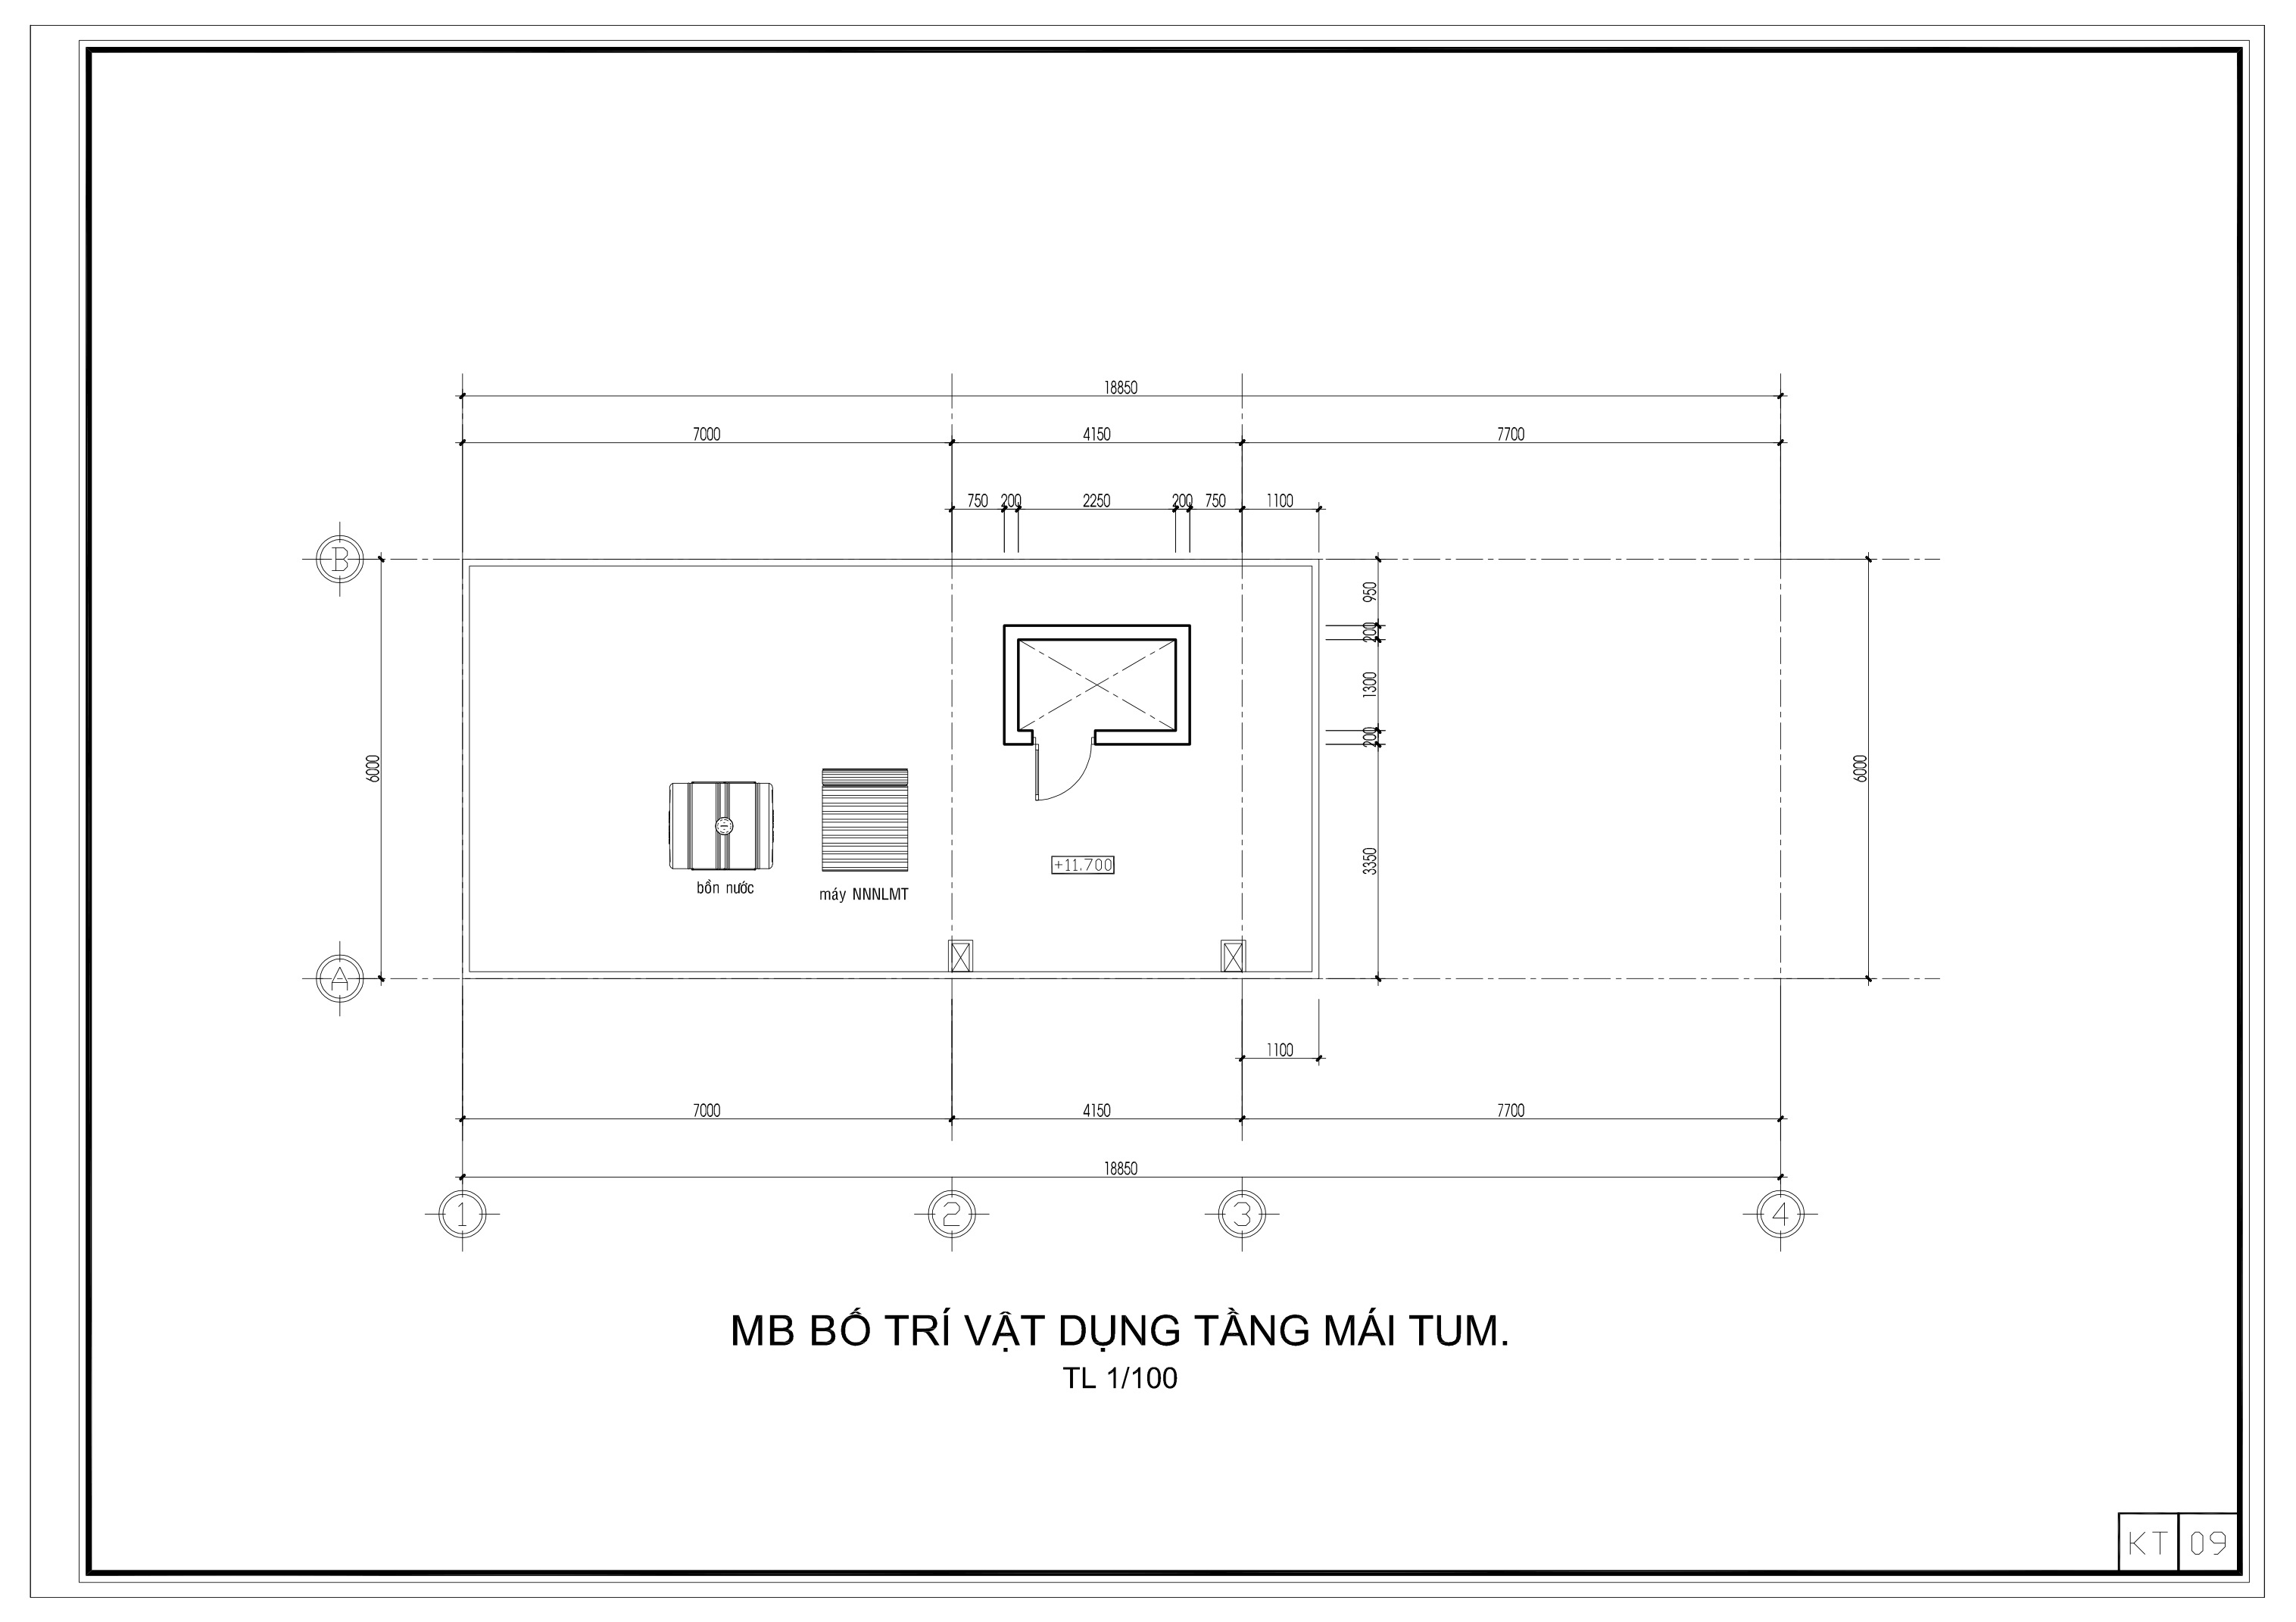 18850
7000 4150 7700
750 200 2250 200 750 1100
B
950
200
1300
200
6000
6000
3350
+11.700
bồn nước
máy NNNLMT
A
1100
7000 4150 7700
18850
1 2 3 4
MB BỐ TRÍ VẬT DỤNG TẦNG MÁI TUM.
TL 1/100
KT 09